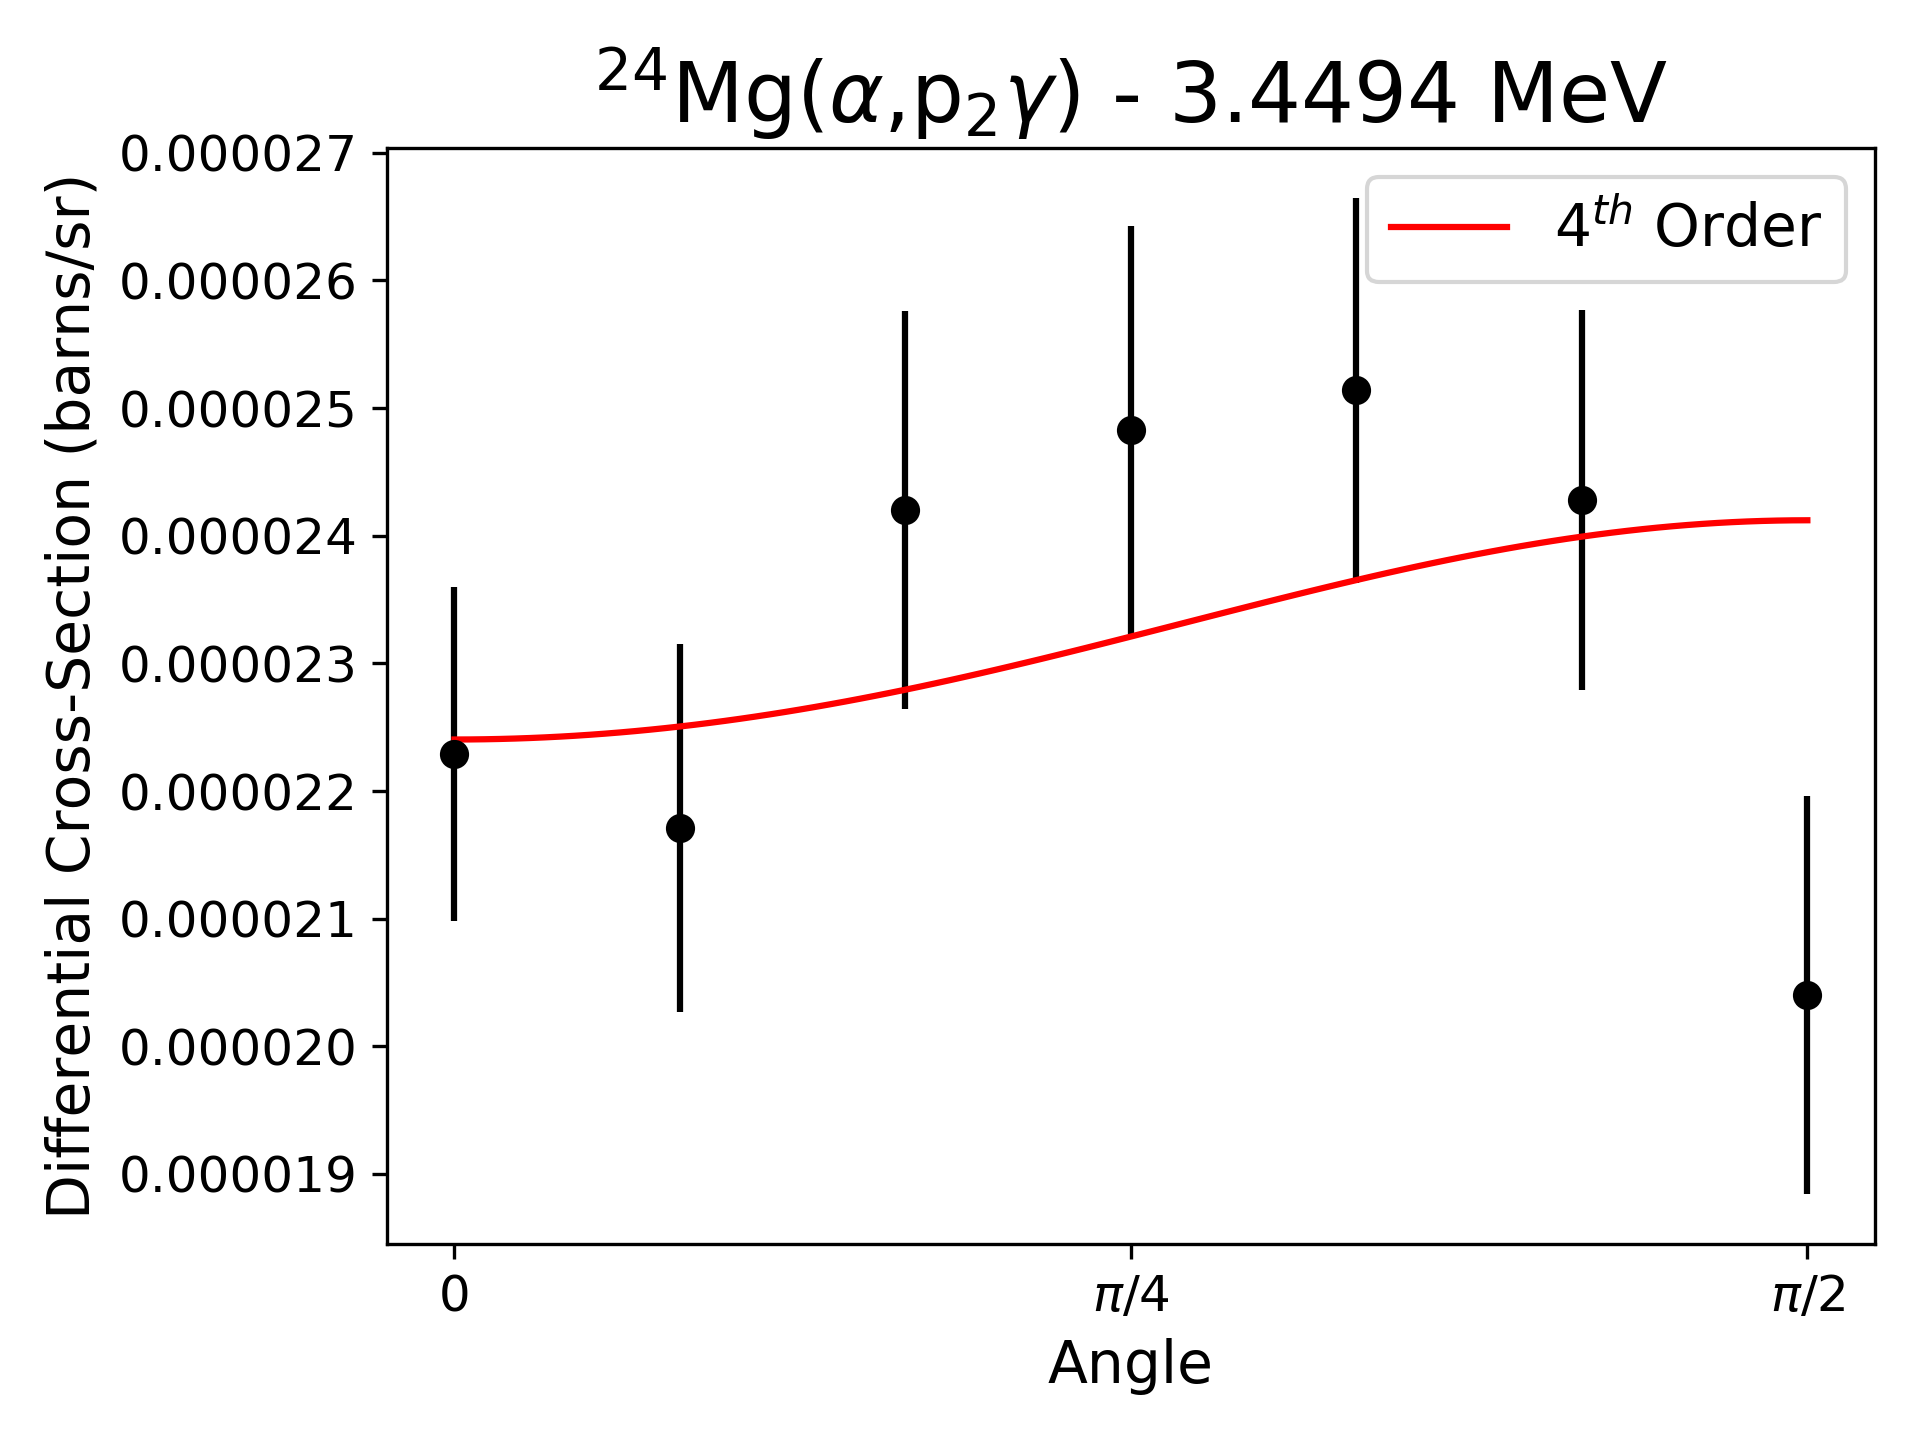 ²⁴Mg(α,p₂γ) - 3.4494 MeV
4ᵗʰ Order
Differential Cross-Section (barns/sr)
0.000027
0.000026
0.000025
0.000024
0.000023
0.000022
0.000021
0.000020
0.000019
0 π/4 π/2
Angle